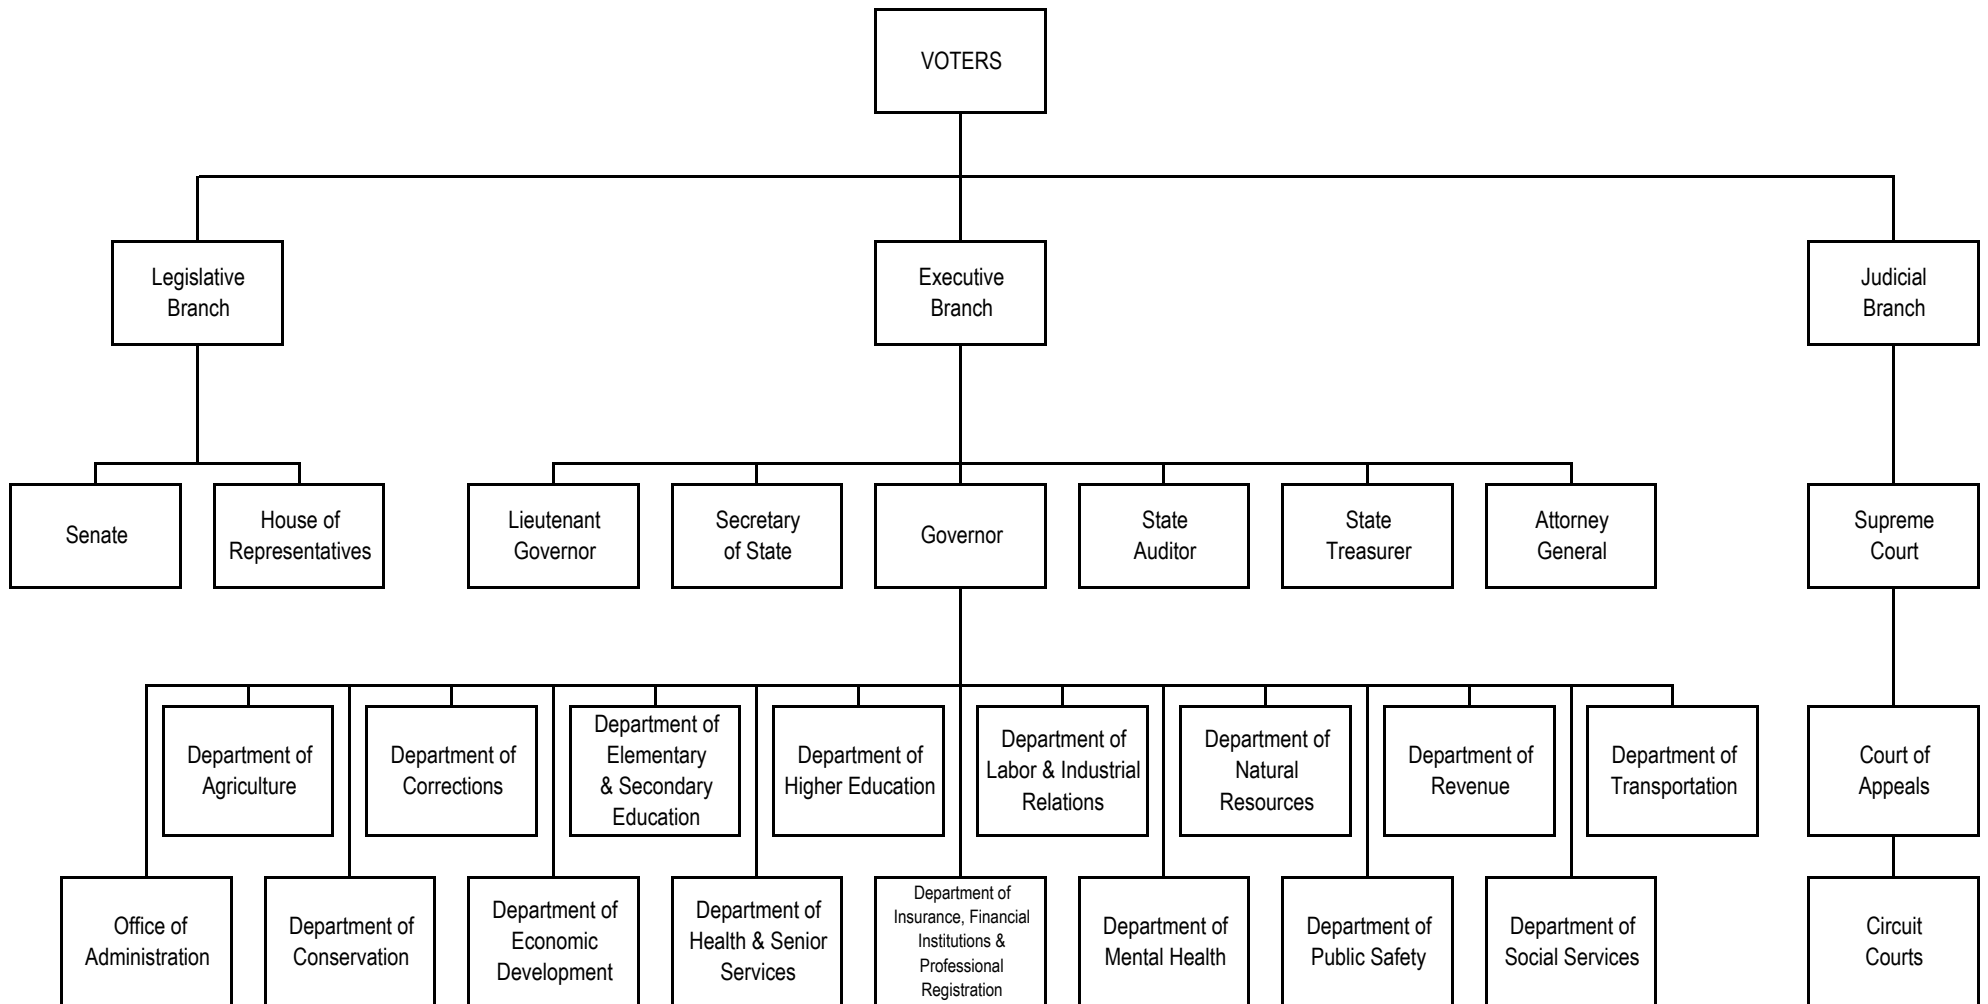 VOTERS
Legislative
Branch
Executive
Branch
Judicial
Branch
Senate
House of
Representatives
Lieutenant
Governor
Secretary
of State
Governor
State
Auditor
State
Treasurer
Attorney
General
Supreme
Court
Department of
Agriculture
Department of
Corrections
Department of
Elementary
& Secondary
Education
Department of
Higher Education
Department of
Labor & Industrial
Relations
Department of
Natural
Resources
Department of
Revenue
Department of
Transportation
Court of
Appeals
Office of
Administration
Department of
Conservation
Department of
Economic
Development
Department of
Health & Senior
Services
Department of
Insurance, Financial
Institutions &
Professional
Registration
Department of
Mental Health
Department of
Public Safety
Department of
Social Services
Circuit
Courts